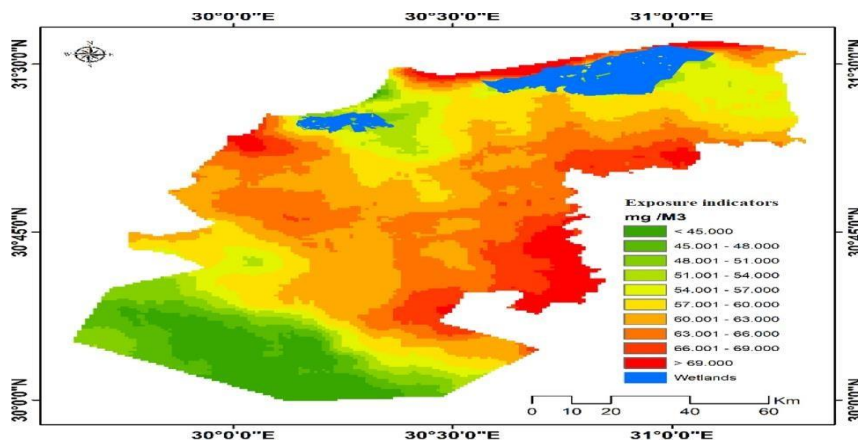 30°0'0"E 30°30'0"E 31°0'0"E
31°30'0"N
31°30'0"N
N
W E
S
Exposure indicators
mg /M3
< 45.000
45.001 - 48.000
48.001 - 51.000
51.001 - 54.000
54.001 - 57.000
57.001 - 60.000
60.001 - 63.000
63.001 - 66.000
66.001 - 69.000
> 69.000
Wetlands
30°45'0"N
30°45'0"N
Km
0 10 20 40 60
30°0'0"N
30°0'0"N
30°0'0"E 30°30'0"E 31°0'0"E